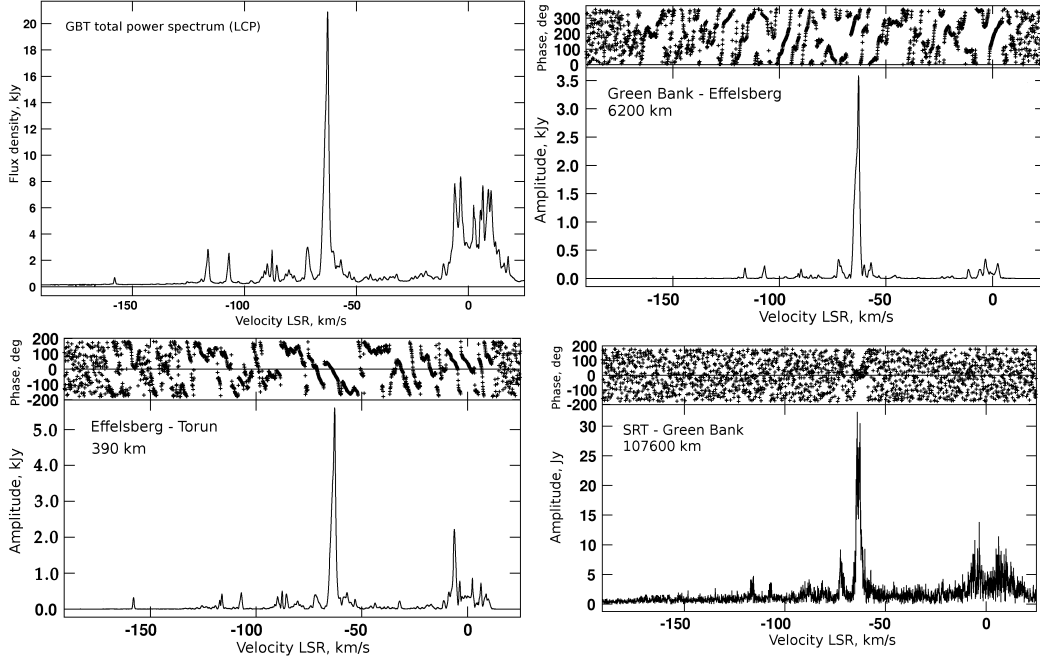 GBT total power spectrum (LCP)
Flux density, kJy
20
18
16
14
12
10
8
6
4
2
0
-150 -100 -50 0
Velocity LSR, km/s
Phase, deg
300
200
100
0
Green Bank - Effelsberg
6200 km
Amplitude, kJy
3.5
3.0
2.5
2.0
1.5
1.0
0.5
0.0
-150 -100 -50 0
Velocity LSR, km/s
Phase, deg
200
100
0
-100
-200
Effelsberg - Torun
390 km
Amplitude, kJy
5.0
4.0
3.0
2.0
1.0
0.0
-150 -100 -50 0
Velocity LSR, km/s
Phase, deg
200
100
0
-100
-200
SRT - Green Bank
107600 km
Amplitude, Jy
30
25
20
15
10
5
0
-150 -100 -50 0
Velocity LSR, km/s